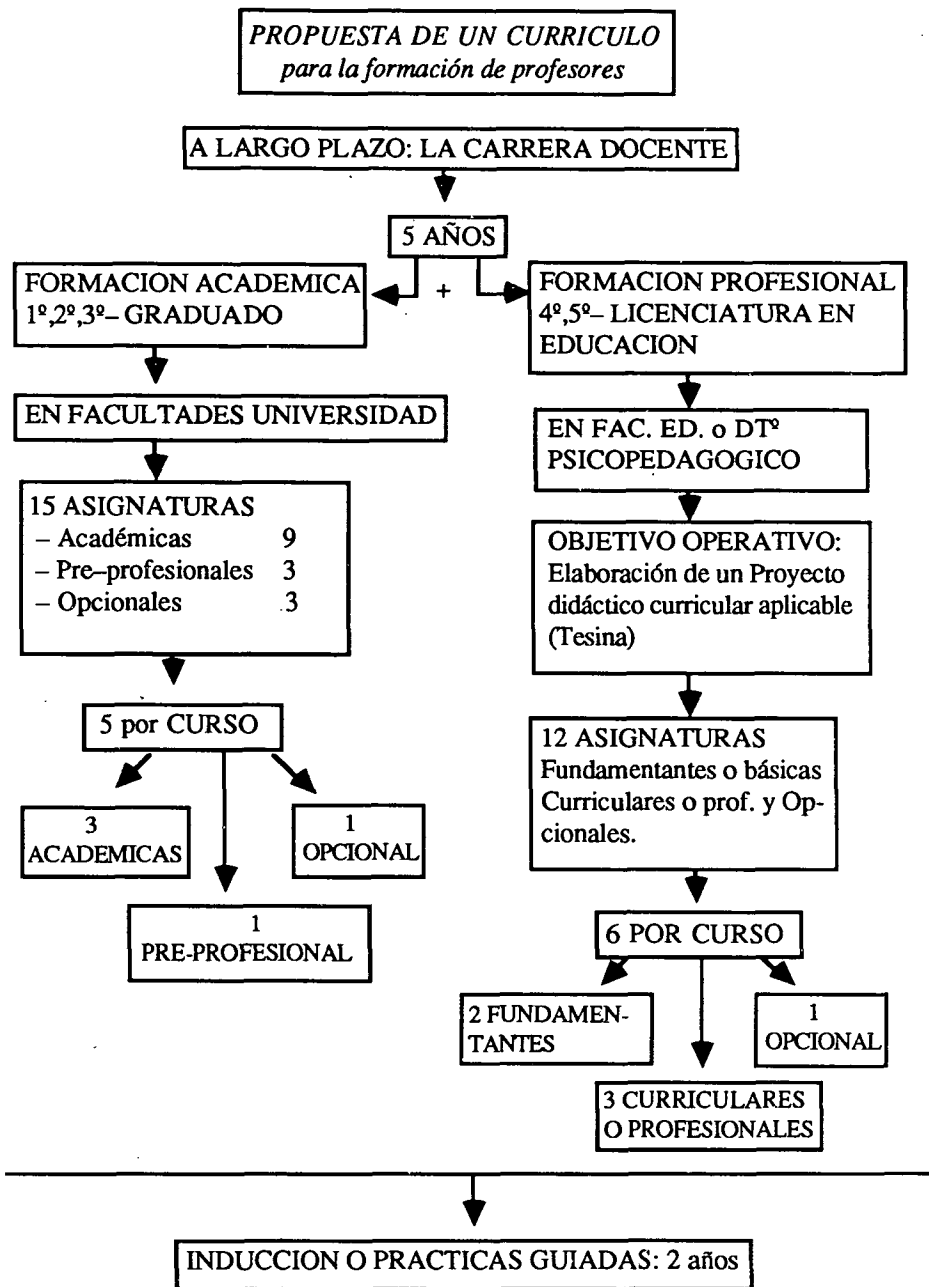 PROPUESTA DE UN CURRICULO
para la formación de profesores
A LARGO PLAZO: LA CARRERA DOCENTE
5 AÑOS
FORMACION ACADEMICA
1º,2º,3º– GRADUADO
+
FORMACION PROFESIONAL
4º,5º– LICENCIATURA EN
EDUCACION
EN FACULTADES UNIVERSIDAD
EN FAC. ED. o DTº
PSICOPEDAGOGICO
15 ASIGNATURAS
– Académicas 9
– Pre–profesionales 3
– Opcionales 3
OBJETIVO OPERATIVO:
Elaboración de un Proyecto
didáctico curricular aplicable
(Tesina)
5 por CURSO
12 ASIGNATURAS
Fundamentantes o básicas
Curriculares o prof. y Op-
cionales.
3
ACADEMICAS
1
OPCIONAL
1
PRE-PROFESIONAL
6 POR CURSO
2 FUNDAMEN-
TANTES
1
OPCIONAL
3 CURRICULARES
O PROFESIONALES
INDUCCION O PRACTICAS GUIADAS: 2 años